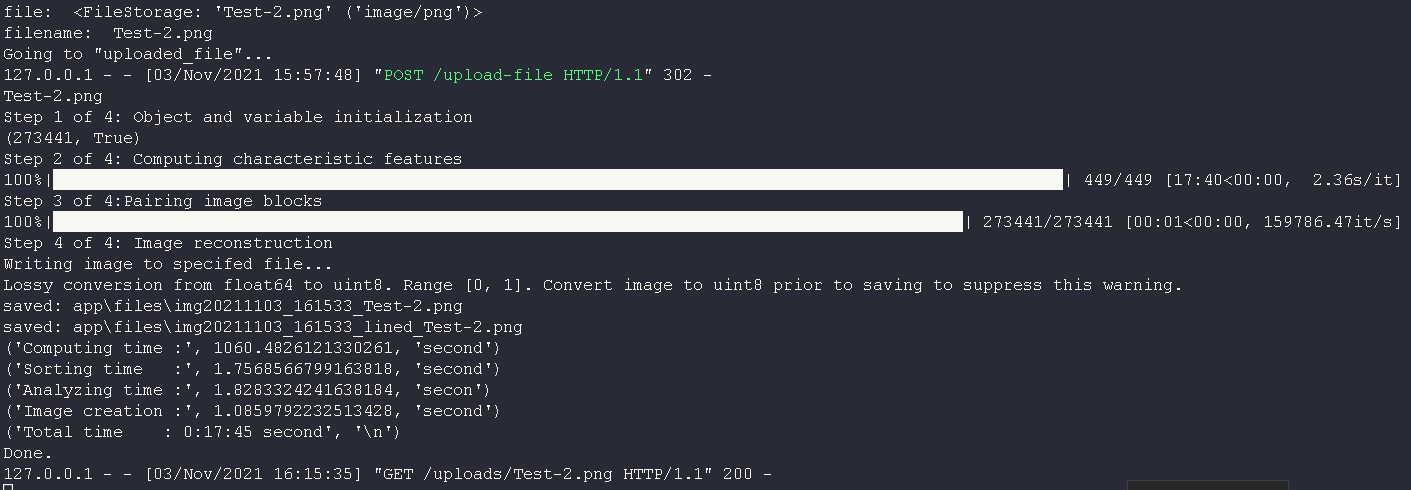 file:  <FileStorage: 'Test-2.png' ('image/png')>
filename:  Test-2.png
Going to "uploaded_file"...
127.0.0.1 - - [03/Nov/2021 15:57:48] "POST /upload-file HTTP/1.1" 302 -
Test-2.png
Step 1 of 4: Object and variable initialization
(273441, True)
Step 2 of 4: Computing characteristic features
100%| | 449/449 [17:40<00:00,  2.36s/it]
Step 3 of 4:Pairing image blocks
100%| | 273441/273441 [00:01<00:00, 159786.47it/s]
Step 4 of 4: Image reconstruction
Writing image to specifed file...
Lossy conversion from float64 to uint8. Range [0, 1]. Convert image to uint8 prior to saving to suppress this warning.
saved: app\files\img20211103_161533_Test-2.png
saved: app\files\img20211103_161533_lined_Test-2.png
('Computing time :', 1060.4826121330261, 'second')
('Sorting time   :', 1.7568566799163818, 'second')
('Analyzing time :', 1.8283324241638184, 'secon')
('Image creation :', 1.0859792232513428, 'second')
('Total time    : 0:17:45 second', '\n')
Done.
127.0.0.1 - - [03/Nov/2021 16:15:35] "GET /uploads/Test-2.png HTTP/1.1" 200 -